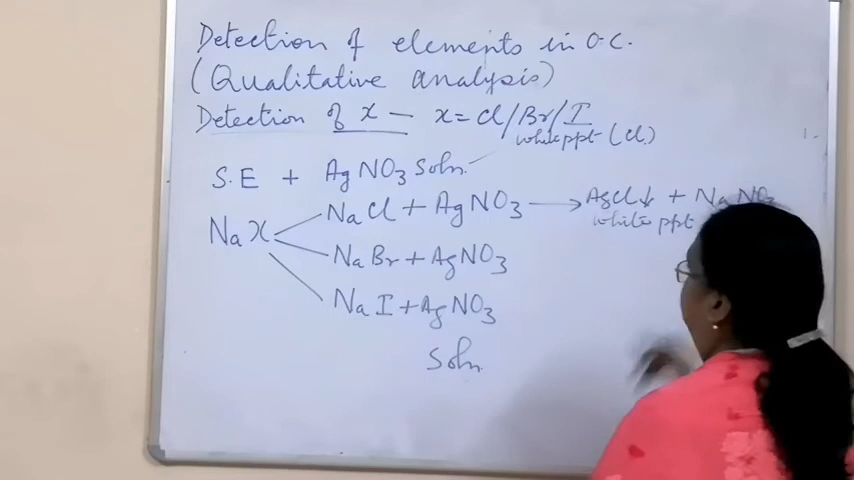 Detection of elements in O.C.
(Qualitative analysis)
Detection of X — X = Cl/Br/I
white ppt (Cl)
S.E + AgNO3 Soln.
NaCl + AgNO3 → AgCl↓ + NaNO3
white ppt
NaX
NaBr + AgNO3
NaI + AgNO3
Soln.